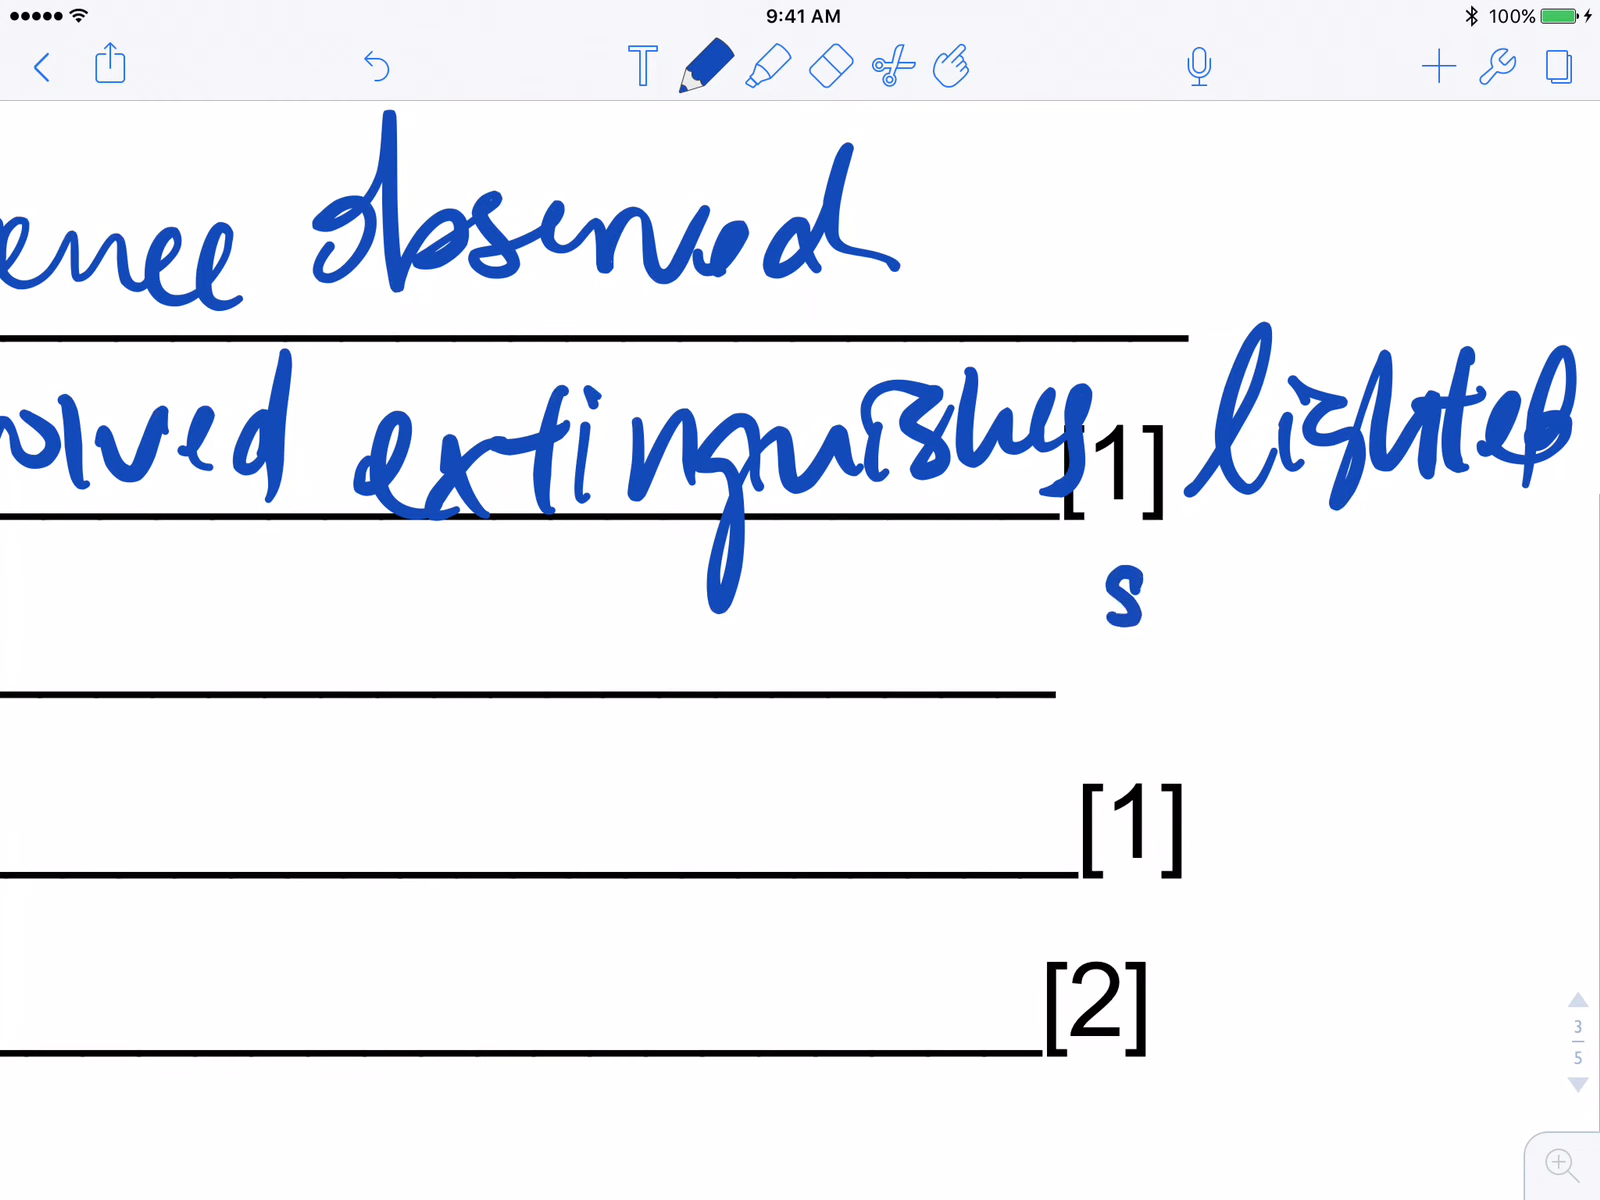 9:41 AM 100%
T
ence observed
olved extinguishes lighted
[1]
s
[1]
[2]
3
5